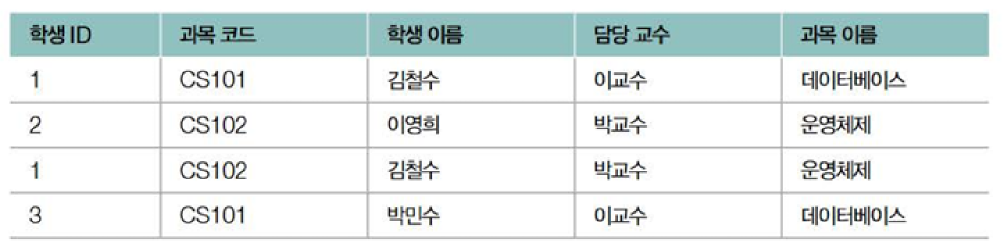 학생 ID 과목 코드 학생 이름 담당 교수 과목 이름
1 CS101 김철수 이교수 데이터베이스
2 CS102 이영희 박교수 운영체제
1 CS102 김철수 박교수 운영체제
3 CS101 박민수 이교수 데이터베이스